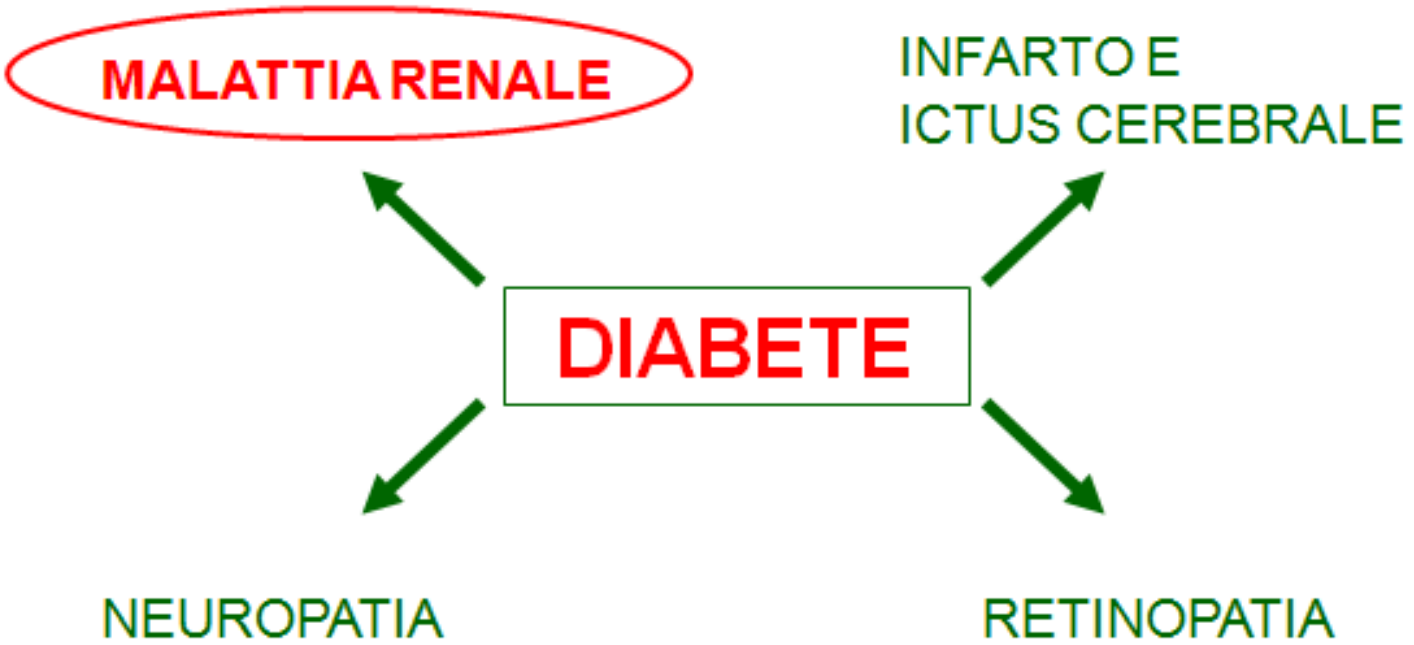 MALATTIA RENALE
INFARTO E
ICTUS CEREBRALE
DIABETE
NEUROPATIA
RETINOPATIA